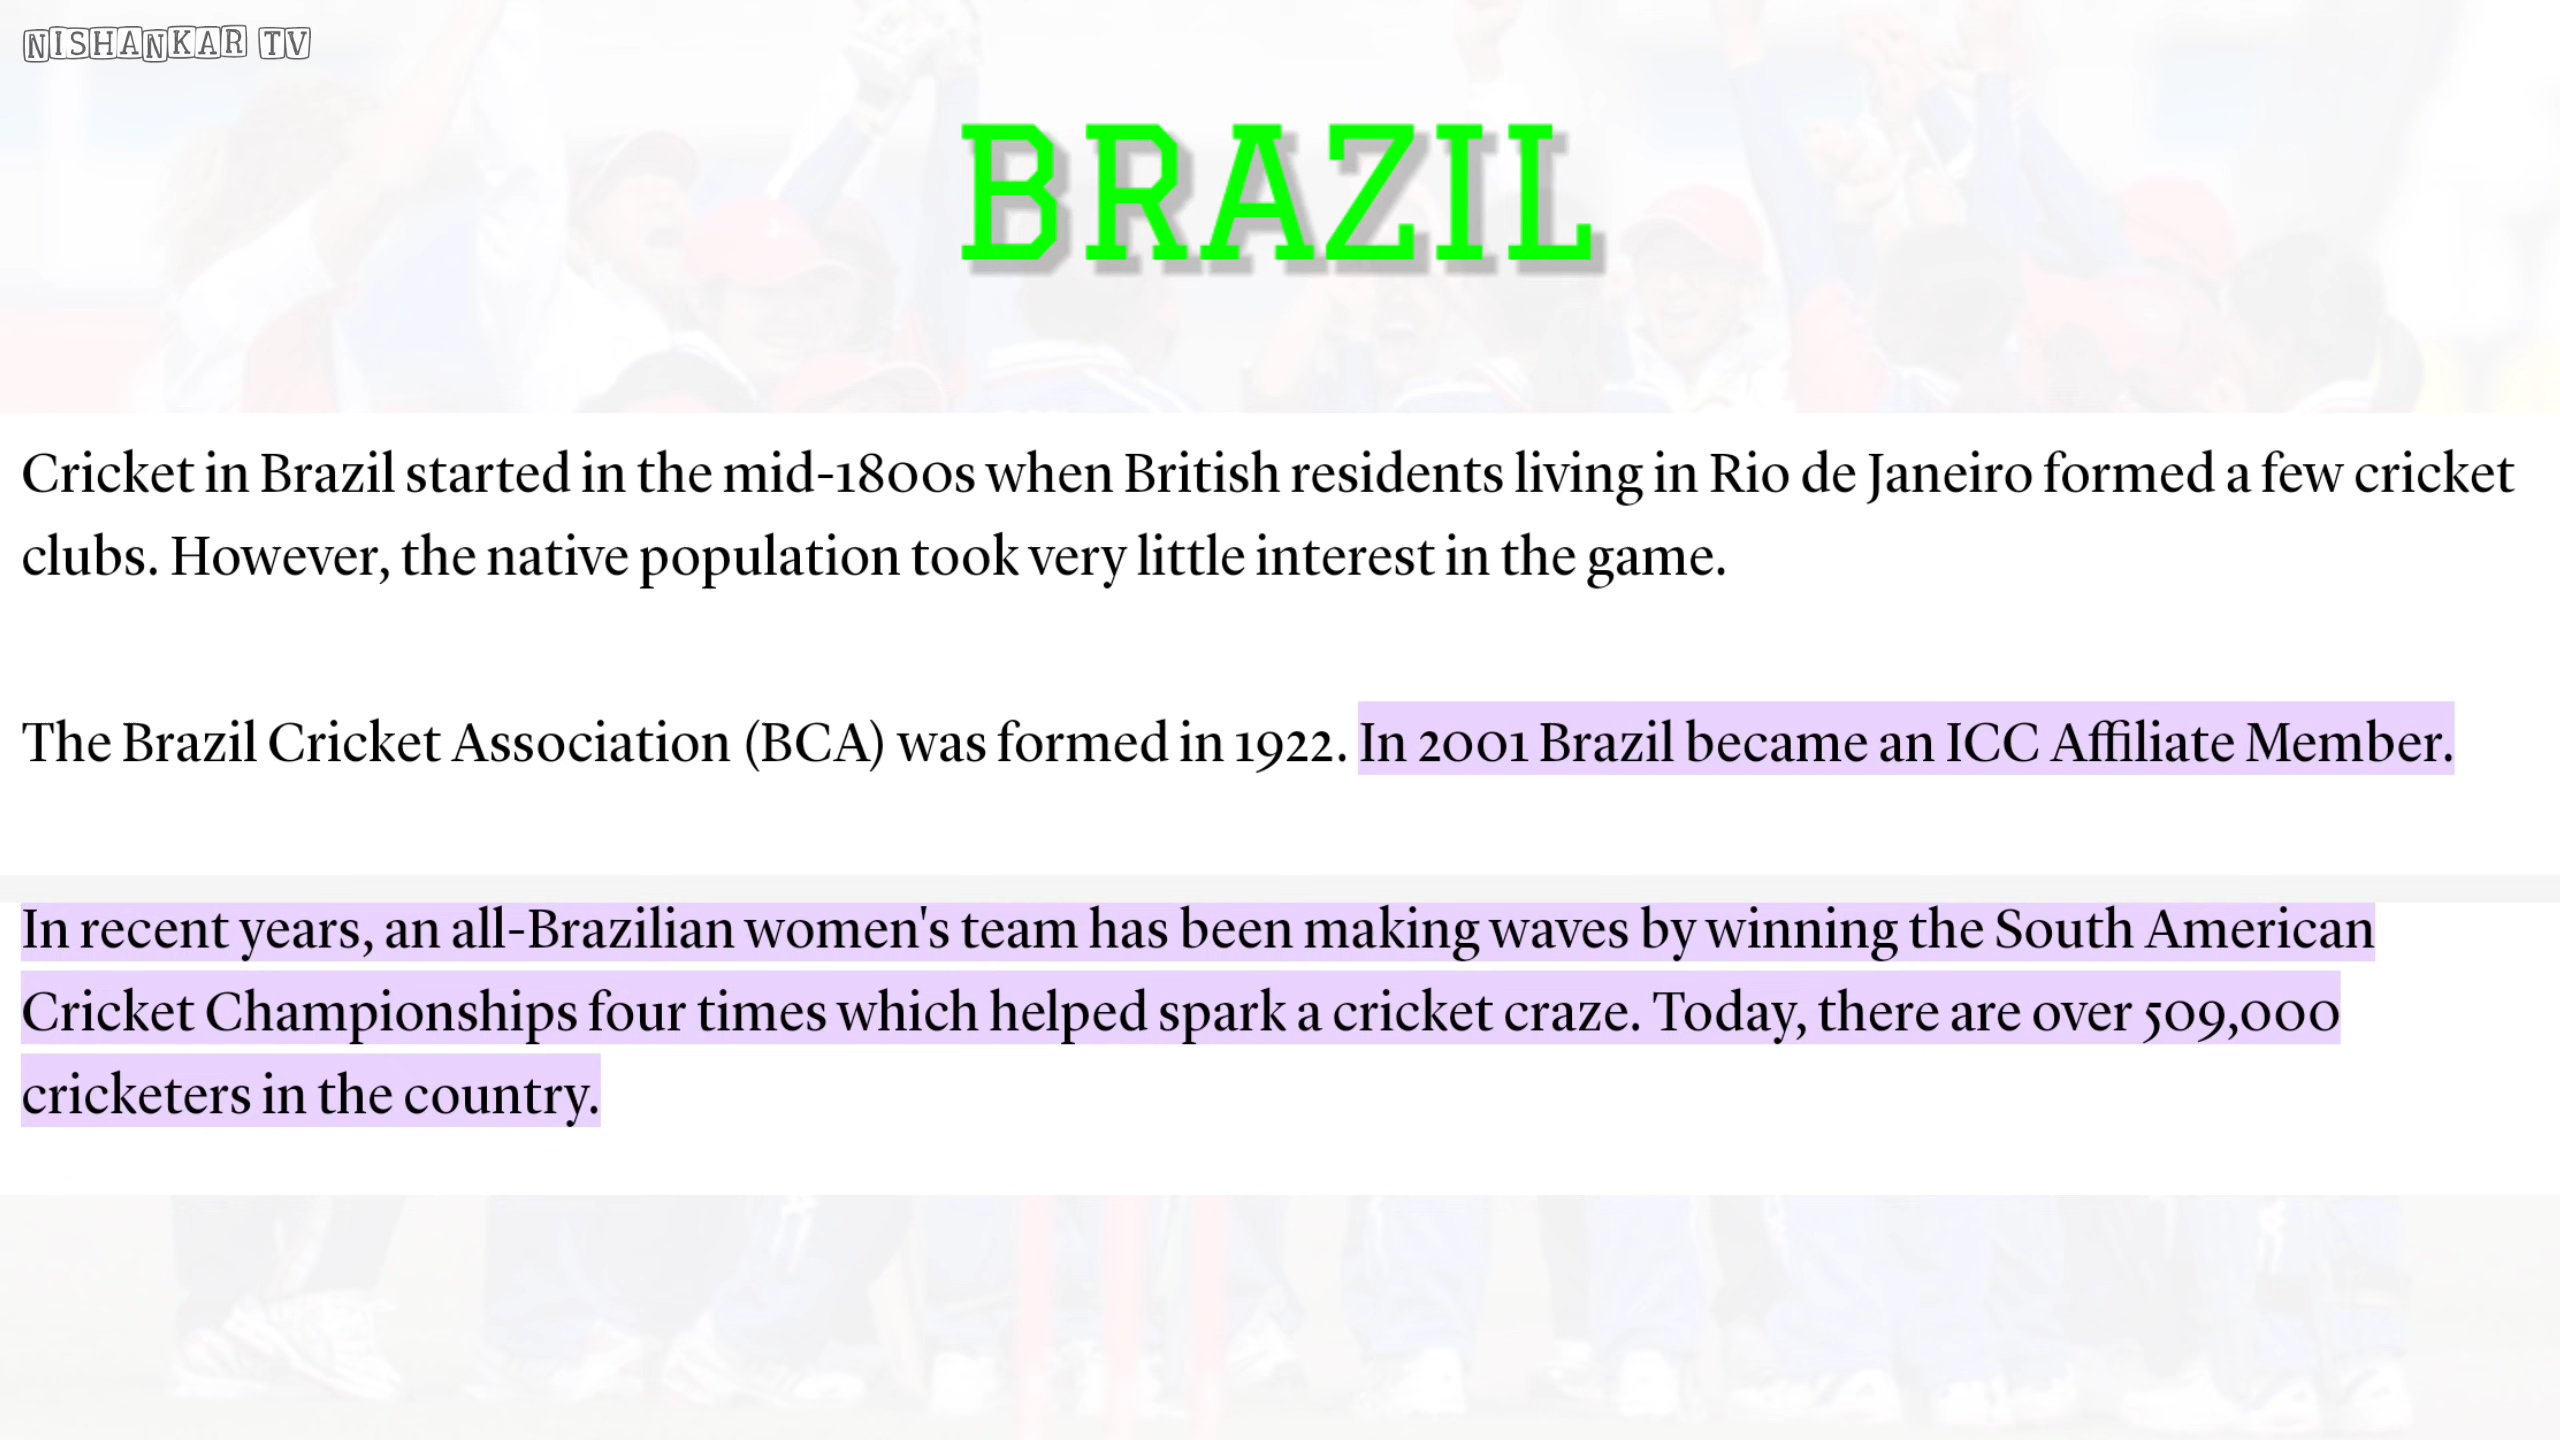 NISHANKAR TV
BRAZIL
Cricket in Brazil started in the mid-1800s when British residents living in Rio de Janeiro formed a few cricket
clubs. However, the native population took very little interest in the game.
The Brazil Cricket Association (BCA) was formed in 1922. In 2001 Brazil became an ICC Affiliate Member.
In recent years, an all-Brazilian women's team has been making waves by winning the South American
Cricket Championships four times which helped spark a cricket craze. Today, there are over 509,000
cricketers in the country.